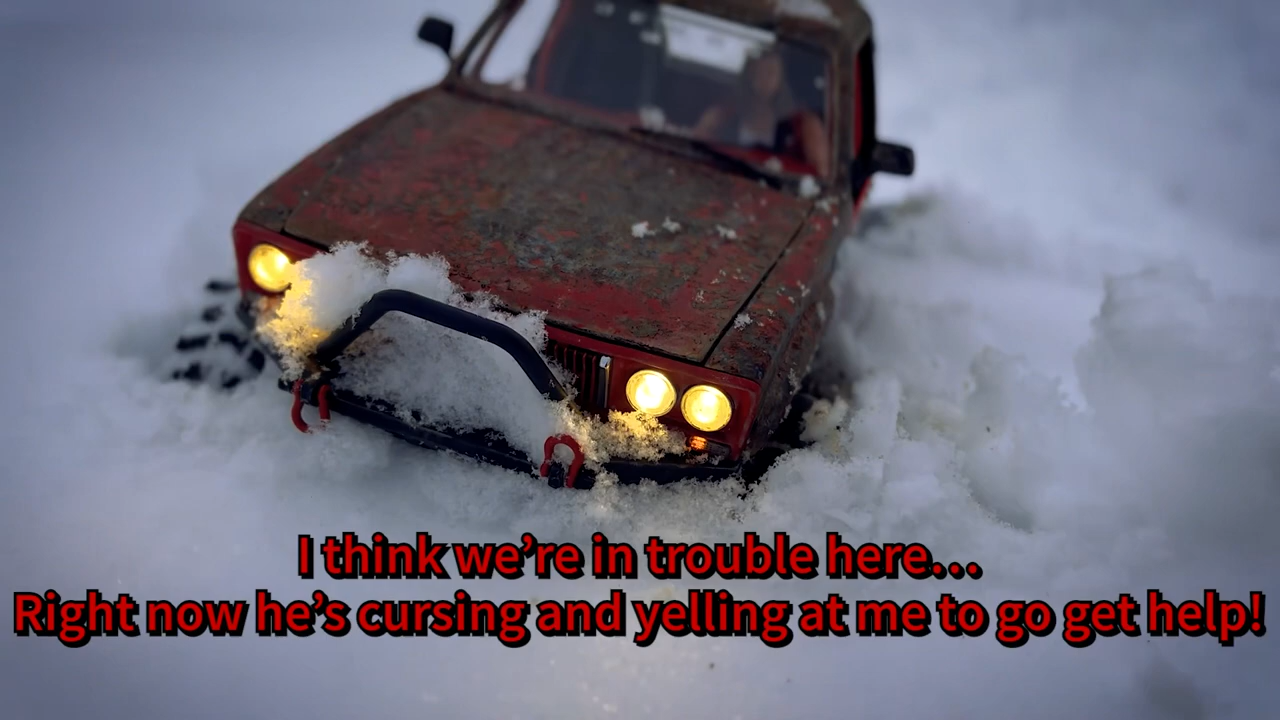 I think we’re in trouble here…
Right now he’s cursing and yelling at me to go get help!